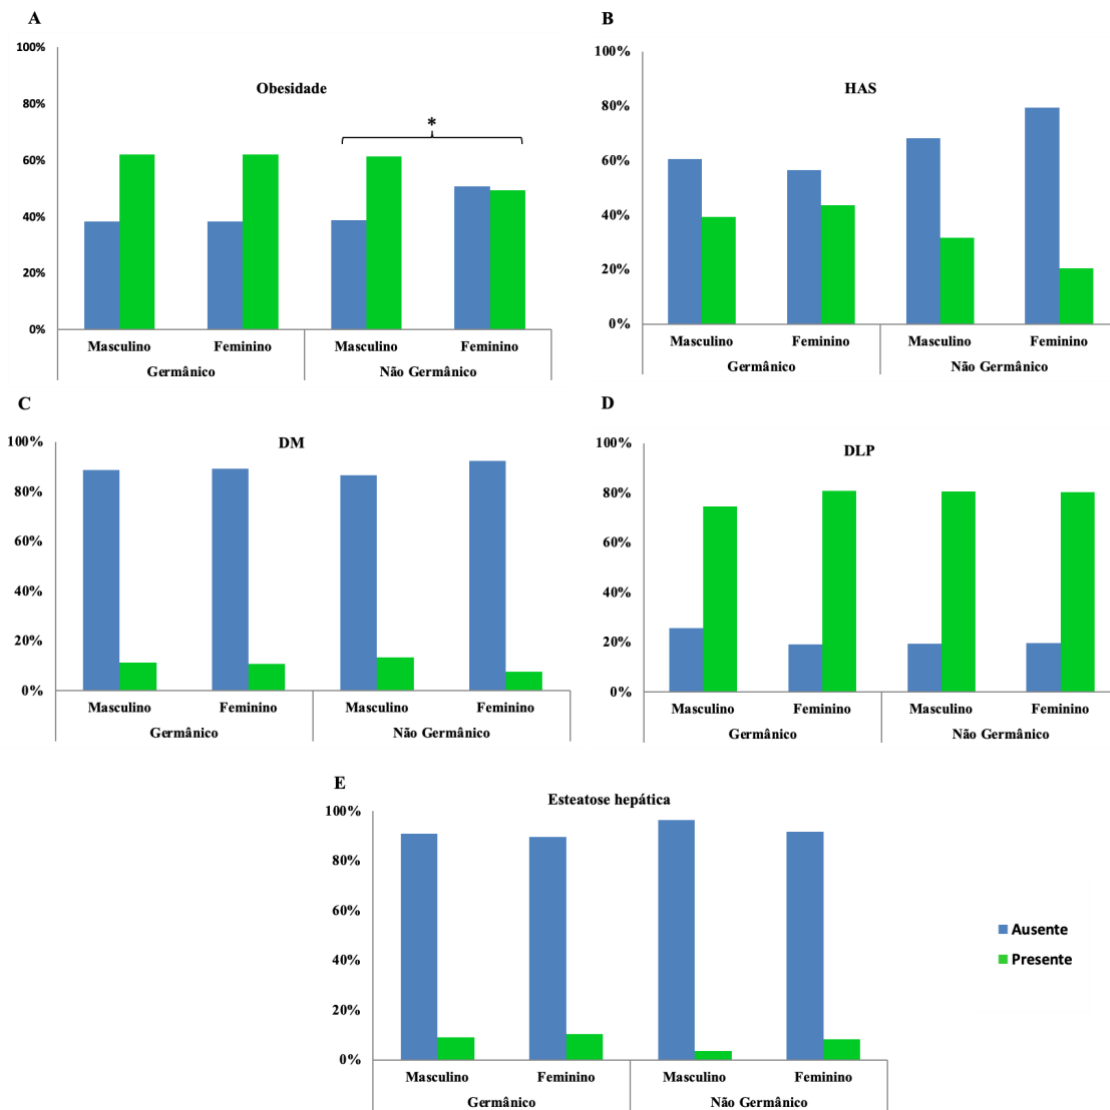 A
100%
80%
60%
40%
20%
0%
Obesidade
*
Masculino Feminino Masculino Feminino
Germânico Não Germânico
B
100%
80%
60%
40%
20%
0%
HAS
Masculino Feminino Masculino Feminino
Germânico Não Germânico
C
100%
80%
60%
40%
20%
0%
DM
Masculino Feminino Masculino Feminino
Germânico Não Germânico
D
100%
80%
60%
40%
20%
0%
DLP
Masculino Feminino Masculino Feminino
Germânico Não Germânico
E
100%
80%
60%
40%
20%
0%
Esteatose hepática
Masculino Feminino Masculino Feminino
Germânico Não Germânico
Ausente
Presente